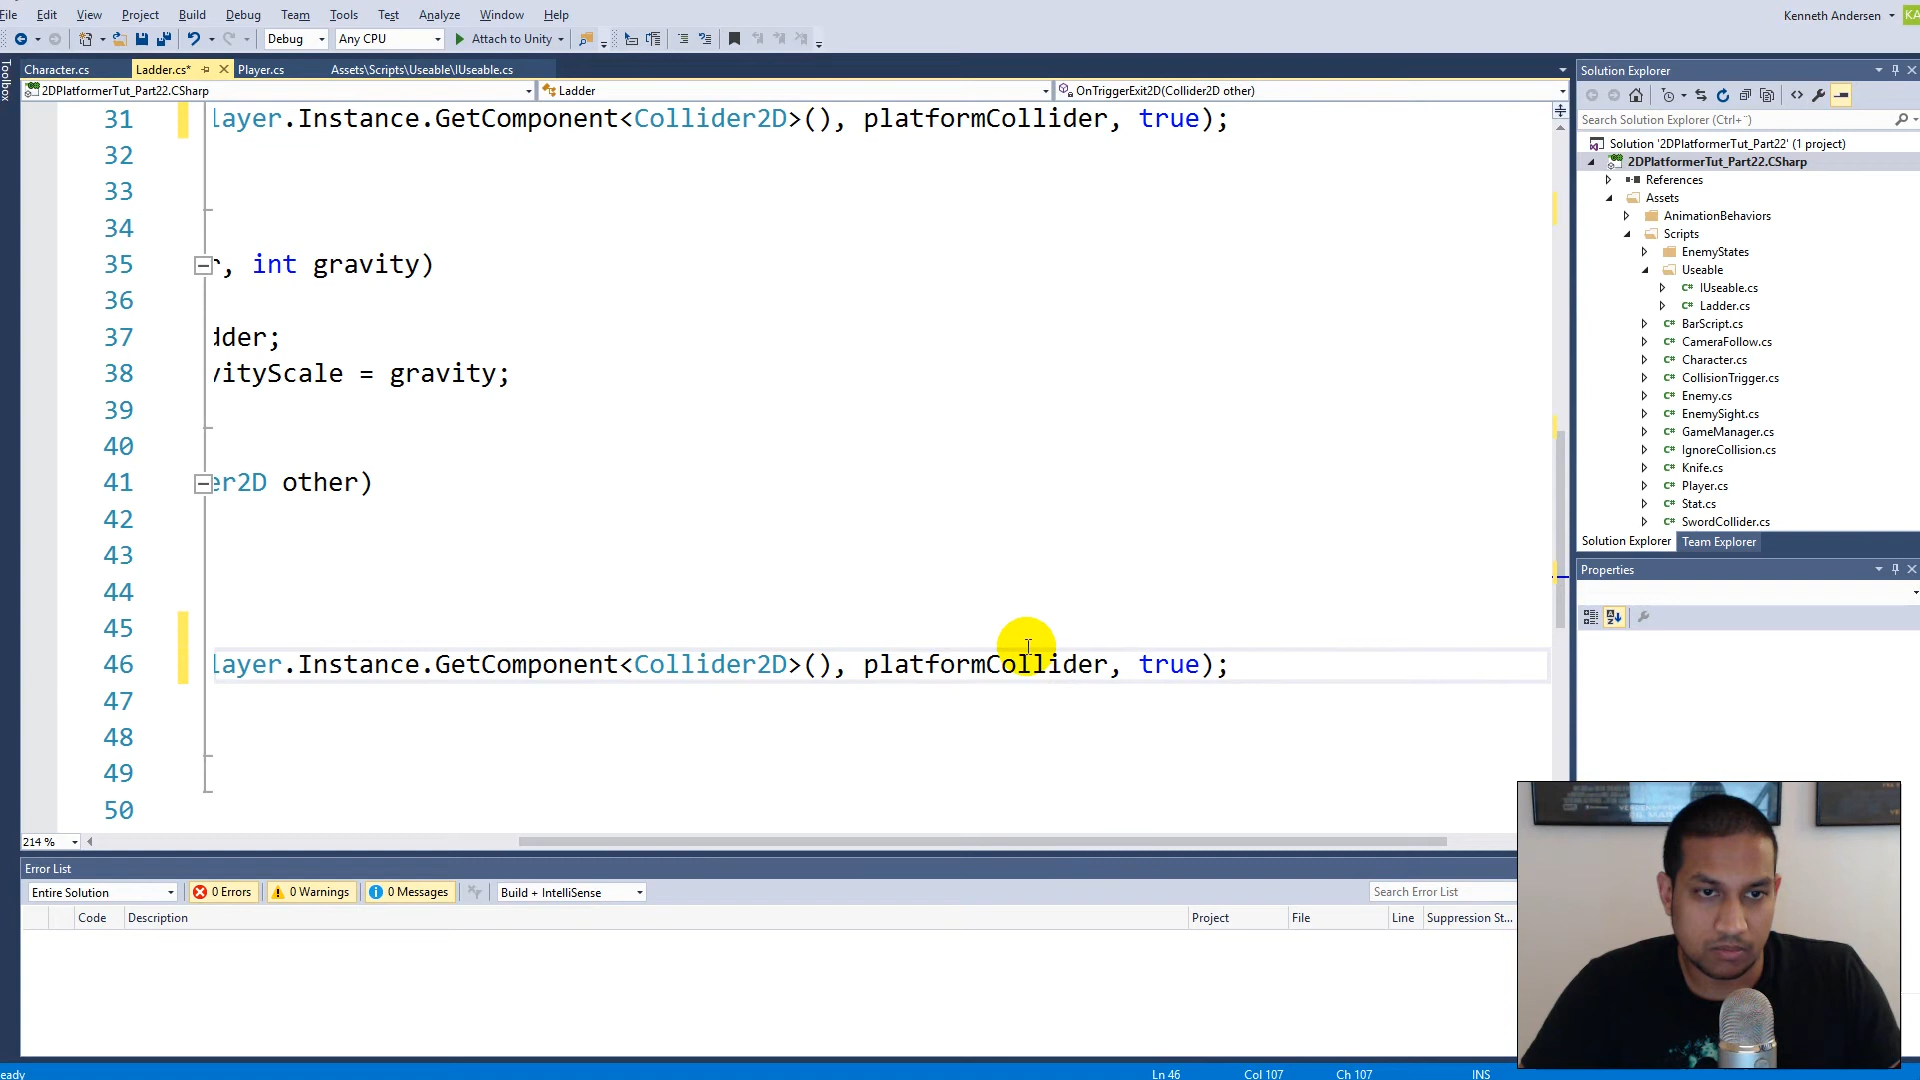 File Edit View Project Build Debug Team Tools Test Analyze Window Help
Kenneth Andersen KA
Debug Any CPU Attach to Unity
Character.cs Ladder.cs* Player.cs Assets\Scripts\Useable\IUseable.cs
2DPlatformerTut_Part22.CSharp Ladder OnTriggerExit2D(Collider2D other)
Toolbox
31 layer.Instance.GetComponent<Collider2D>(), platformCollider, true);
32
33
34
35 r, int gravity)
36
37 dder;
38 vityScale = gravity;
39
40
41 er2D other)
42
43
44
45
46 layer.Instance.GetComponent<Collider2D>(), platformCollider, true);
47
48
49
50
214 %
Error List
Entire Solution 0 Errors 0 Warnings 0 Messages Build + IntelliSense Search Error List
Code Description Project File Line Suppression St...
eady Ln 46 Col 107 Ch 107 INS
Solution Explorer
Search Solution Explorer (Ctrl+¨)
Solution '2DPlatformerTut_Part22' (1 project)
2DPlatformerTut_Part22.CSharp
References
Assets
AnimationBehaviors
Scripts
EnemyStates
Useable
IUseable.cs
Ladder.cs
BarScript.cs
CameraFollow.cs
Character.cs
CollisionTrigger.cs
Enemy.cs
EnemySight.cs
GameManager.cs
IgnoreCollision.cs
Knife.cs
Player.cs
Stat.cs
SwordCollider.cs
Solution Explorer Team Explorer
Properties